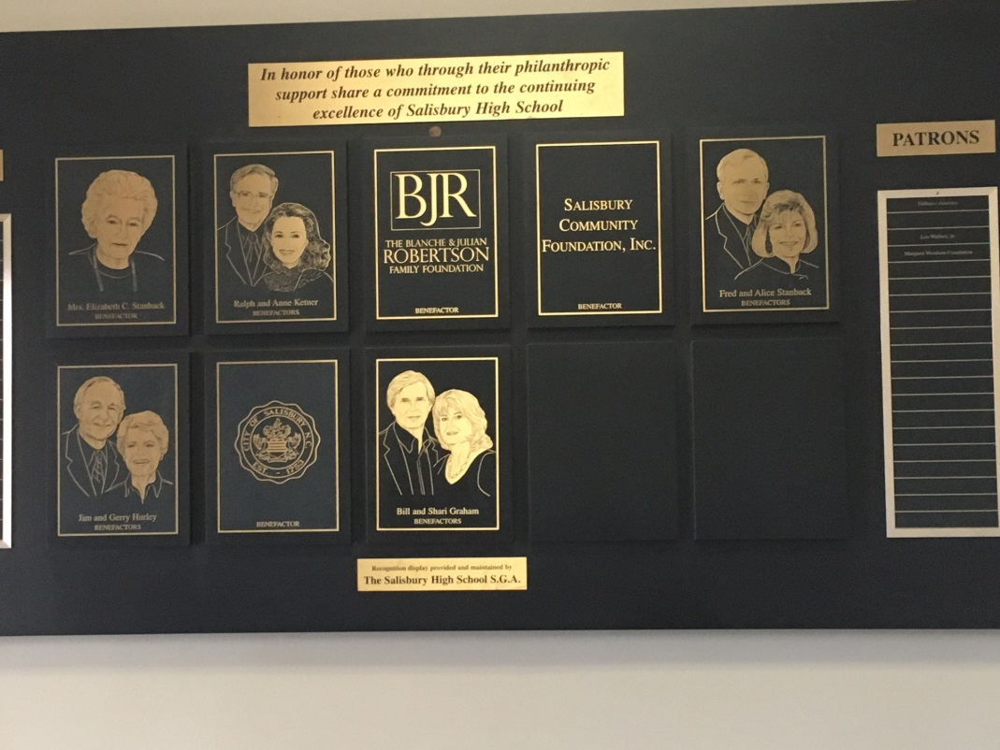 In honor of those who through their philanthropic
support share a commitment to the continuing
excellence of Salisbury High School
PATRONS
Mrs. Elizabeth C. Stanback
BENEFACTOR
Ralph and Anne Ketner
BENEFACTORS
BJR
THE BLANCHE & JULIAN
ROBERTSON
FAMILY FOUNDATION
BENEFACTOR
SALISBURY
COMMUNITY
FOUNDATION, INC.
BENEFACTOR
Fred and Alice Stanback
BENEFACTORS
Margaret Woodson Foundation
Jim and Gerry Hurley
BENEFACTORS
CITY OF SALISBURY N.C.
EST. - 1755
BENEFACTOR
Bill and Shari Graham
BENEFACTORS
Recognition display provided and maintained by
The Salisbury High School S.G.A.